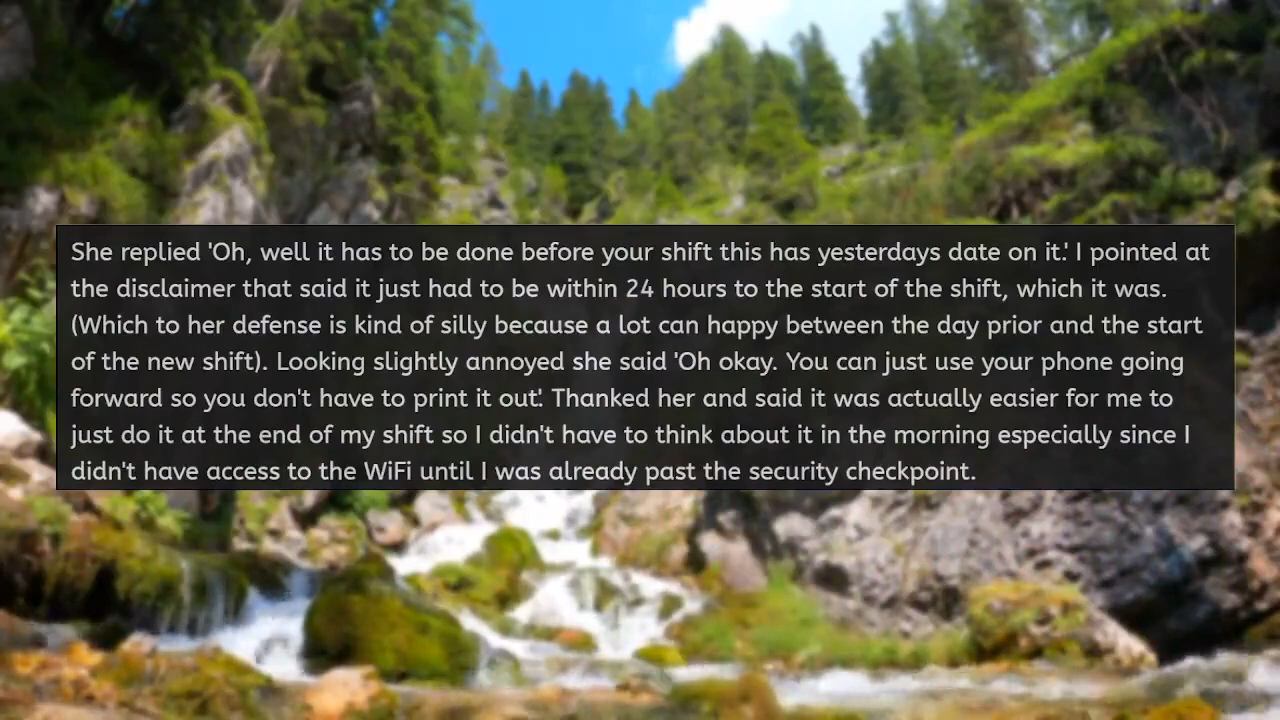 She replied 'Oh, well it has to be done before your shift this has yesterdays date on it.' I pointed at
the disclaimer that said it just had to be within 24 hours to the start of the shift, which it was.
(Which to her defense is kind of silly because a lot can happy between the day prior and the start
of the new shift). Looking slightly annoyed she said 'Oh okay. You can just use your phone going
forward so you don't have to print it out'. Thanked her and said it was actually easier for me to
just do it at the end of my shift so I didn't have to think about it in the morning especially since I
didn't have access to the WiFi until I was already past the security checkpoint.